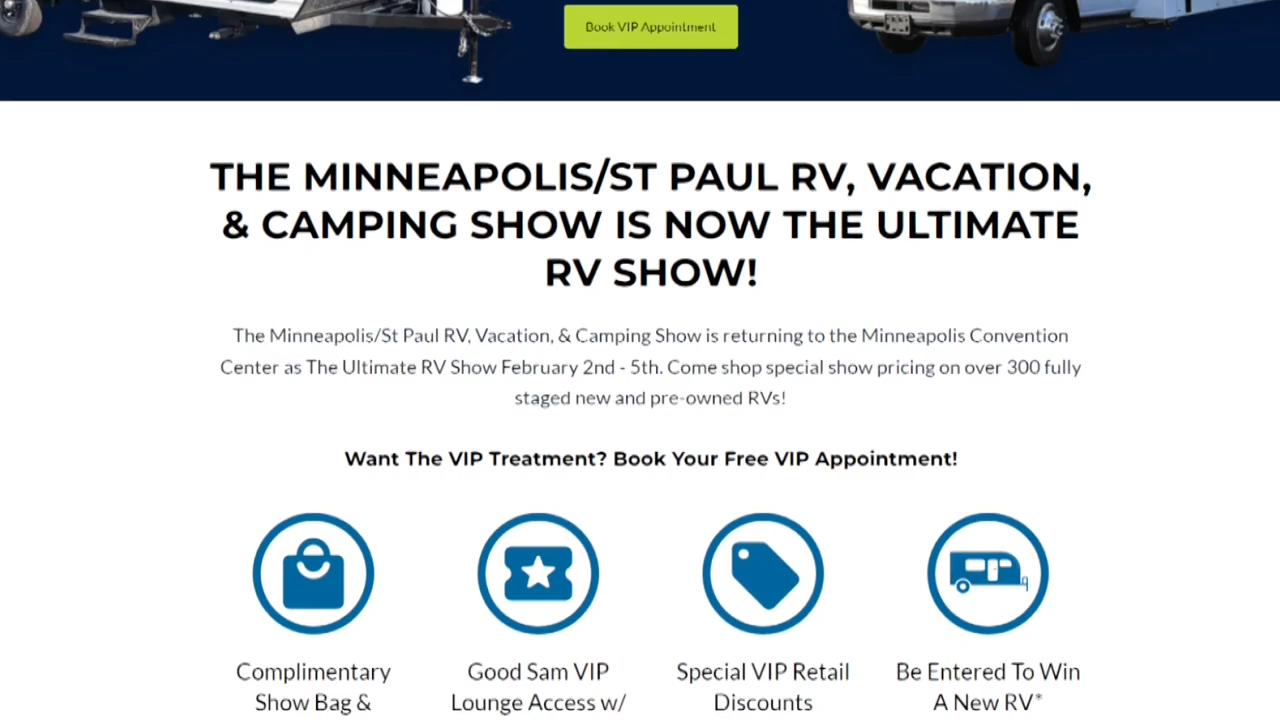 Book VIP Appointment
THE MINNEAPOLIS/ST PAUL RV, VACATION,
& CAMPING SHOW IS NOW THE ULTIMATE
RV SHOW!
The Minneapolis/St Paul RV, Vacation, & Camping Show is returning to the Minneapolis Convention
Center as The Ultimate RV Show February 2nd - 5th. Come shop special show pricing on over 300 fully
staged new and pre-owned RVs!
Want The VIP Treatment? Book Your Free VIP Appointment!
Complimentary
Show Bag &
Good Sam VIP
Lounge Access w/
Special VIP Retail
Discounts
Be Entered To Win
A New RV*